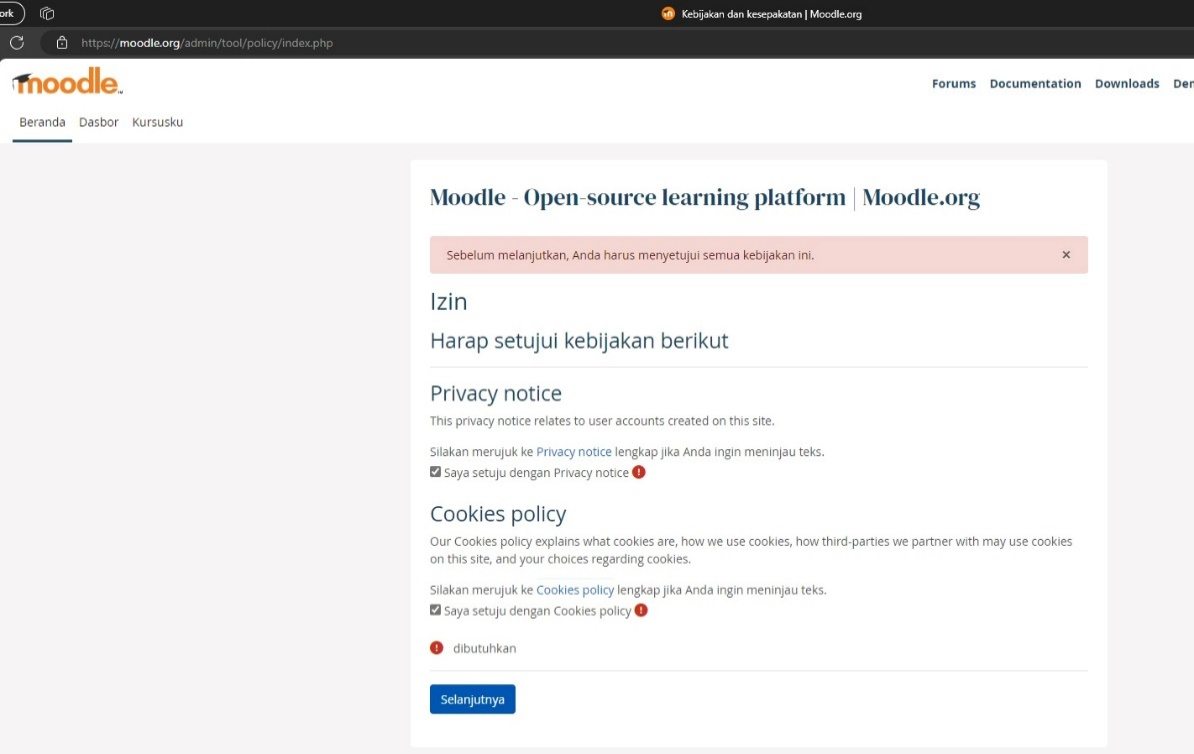 ork
Kebijakan dan kesepakatan | Moodle.org
https://moodle.org/admin/tool/policy/index.php
moodle
Forums Documentation Downloads
Beranda Dasbor Kursusku
Moodle - Open-source learning platform | Moodle.org
Sebelum melanjutkan, Anda harus menyetujui semua kebijakan ini.
Izin
Harap setujui kebijakan berikut
Privacy notice
This privacy notice relates to user accounts created on this site.
Silakan merujuk ke Privacy notice lengkap jika Anda ingin meninjau teks.
Saya setuju dengan Privacy notice
Cookies policy
Our Cookies policy explains what cookies are, how we use cookies, how third-parties we partner with may use cookies
on this site, and your choices regarding cookies.
Silakan merujuk ke Cookies policy lengkap jika Anda ingin meninjau teks.
Saya setuju dengan Cookies policy
dibutuhkan
Selanjutnya